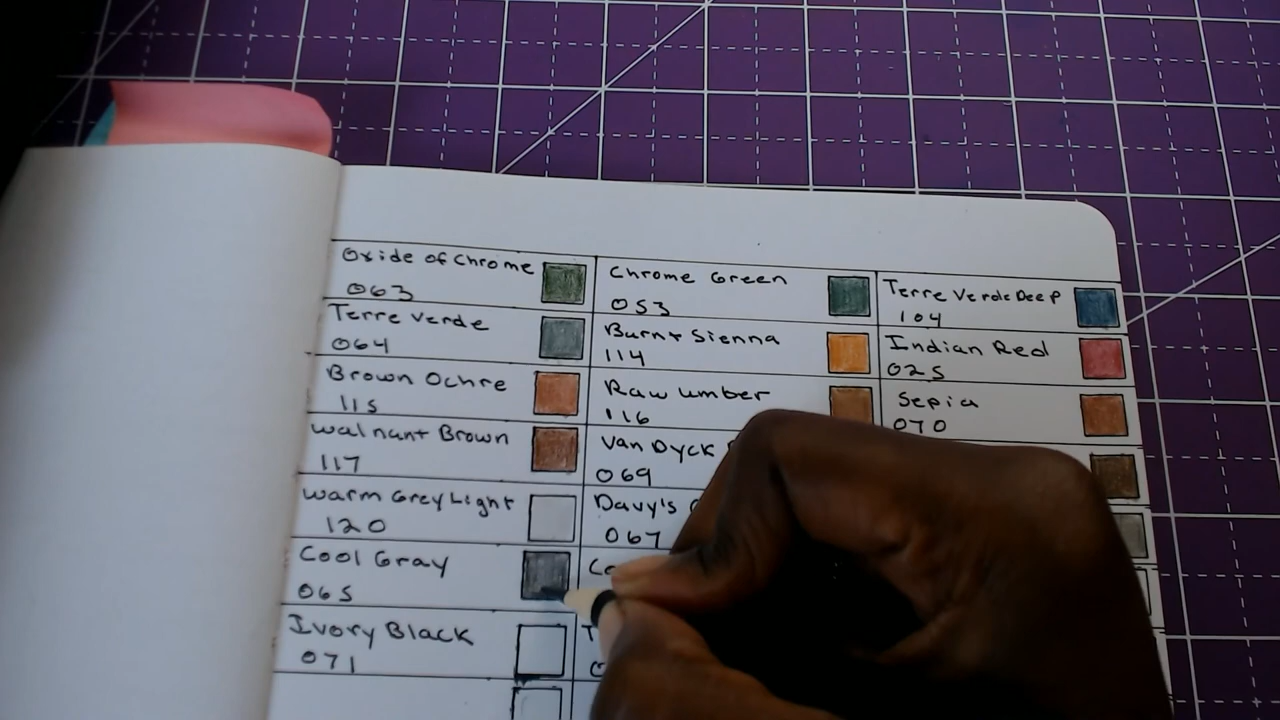 Oxide of Chrome
063
Chrome Green
053
Terre Verde Deep
104
Terre Verde
064
Burnt Sienna
114
Indian Red
025
Brown Ochre
115
Raw umber
116
Sepia
070
walnant Brown
117
Van Dyck
069
Warm Grey Light
120
Davy's
067
Cool Gray
065
Ivory Black
071